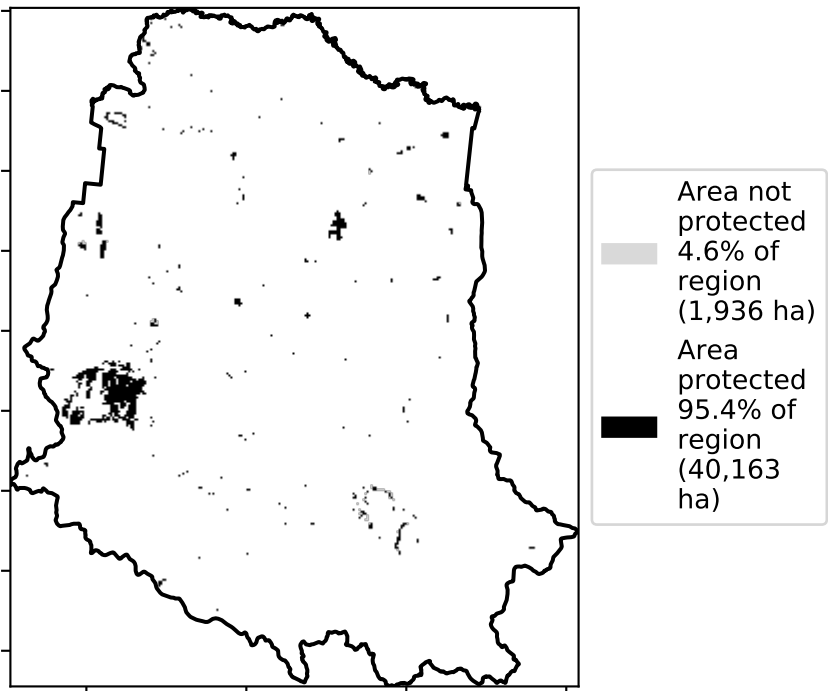 Area not
protected
4.6% of
region
(1,936 ha)
Area
protected
95.4% of
region
(40,163
ha)